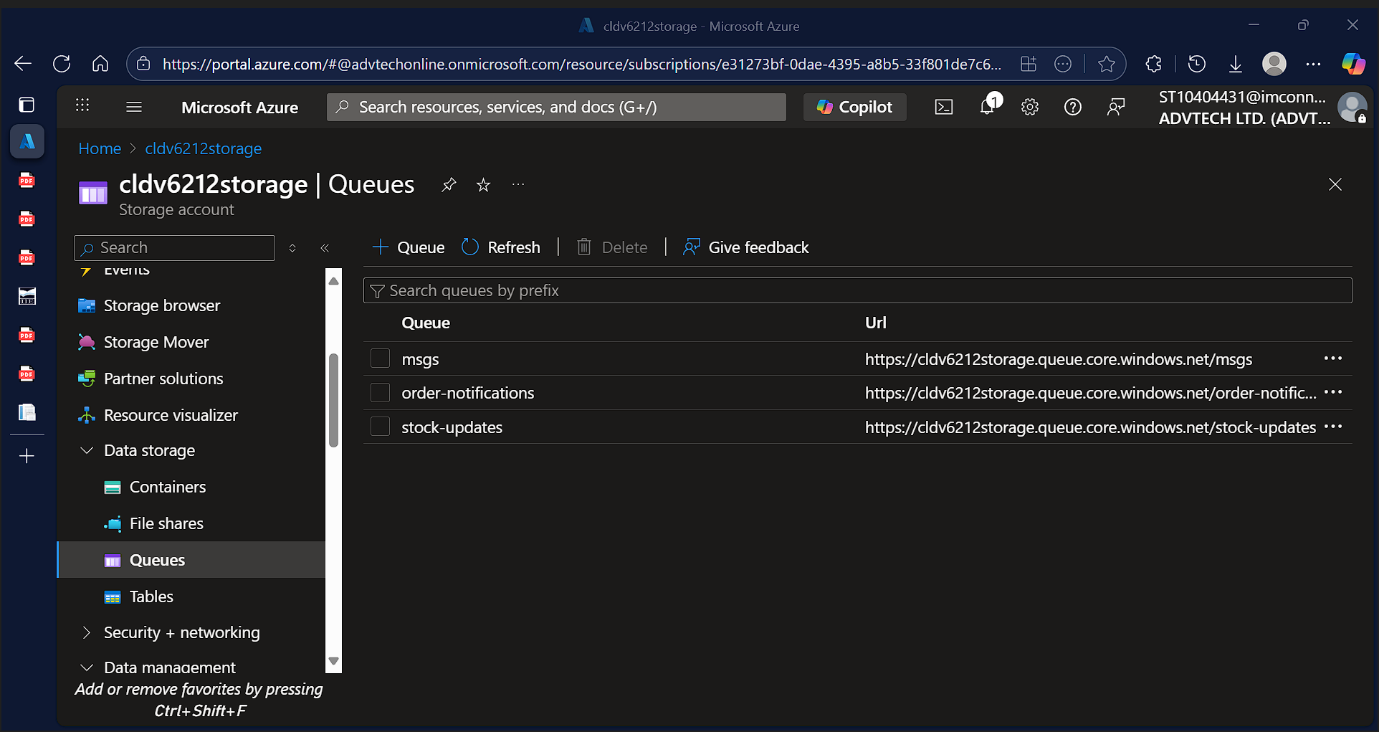 cldv6212storage - Microsoft Azure
https://portal.azure.com/#@advtechonline.onmicrosoft.com/resource/subscriptions/e31273bf-0dae-4395-a8b5-33f801de7c6...
Microsoft Azure
Search resources, services, and docs (G+/)
Copilot
1
ST10404431@imconn...
ADVTECH LTD. (ADVT...
Home > cldv6212storage
cldv6212storage | Queues
Storage account
Search
Queue
Refresh
Delete
Give feedback
Events
Storage browser
Storage Mover
Partner solutions
Resource visualizer
Data storage
Containers
File shares
Queues
Tables
Security + networking
Data management
Add or remove favorites by pressing
Ctrl+Shift+F
Search queues by prefix
Queue Url
msgs https://cldv6212storage.queue.core.windows.net/msgs
order-notifications https://cldv6212storage.queue.core.windows.net/order-notific...
stock-updates https://cldv6212storage.queue.core.windows.net/stock-updates
PDF
PDF
PDF
PDF
PDF